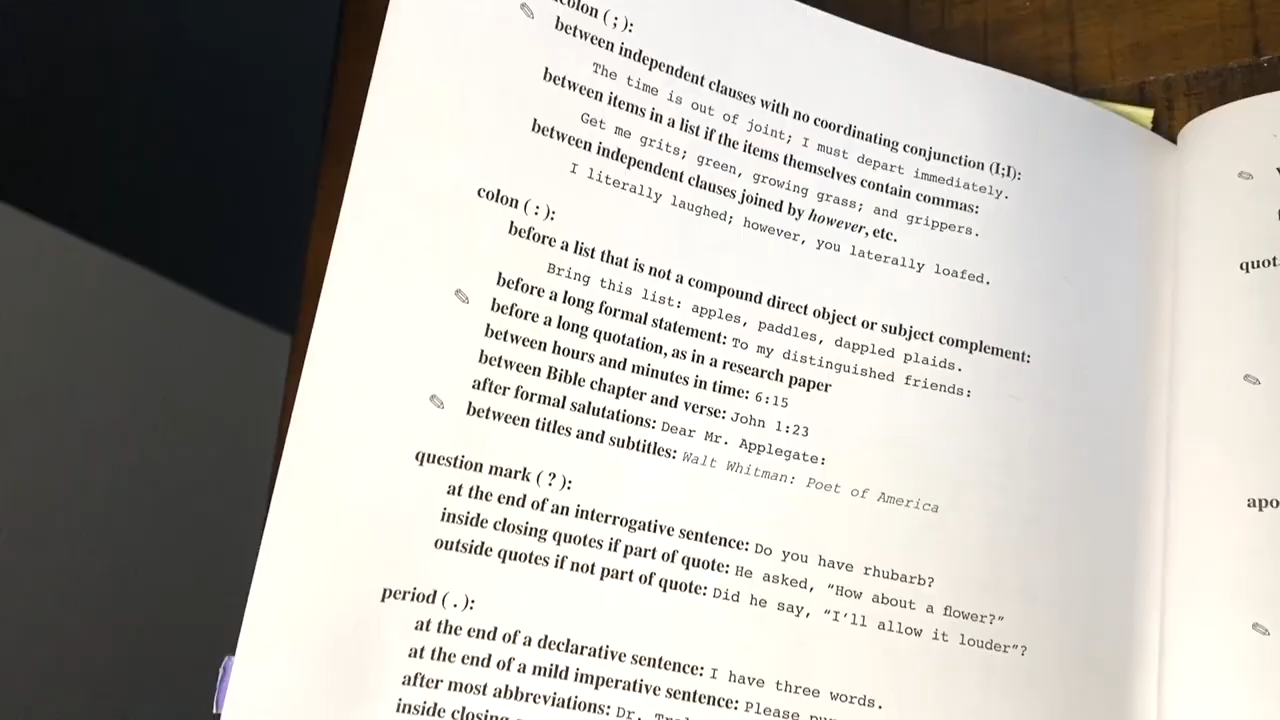 colon ( ; ):
between independent clauses with no coordinating conjunction (I;I):
The time is out of joint; I must depart immediately.
between items in a list if the items themselves contain commas:
Get me grits; green, growing grass; and grippers.
between independent clauses joined by however, etc.
I literally laughed; however, you laterally loafed.
colon ( : ):
before a list that is not a compound direct object or subject complement:
Bring this list: apples, paddles, dappled plaids.
before a long formal statement: To my distinguished friends:
before a long quotation, as in a research paper
between hours and minutes in time: 6:15
between Bible chapter and verse: John 1:23
after formal salutations: Dear Mr. Applegate:
between titles and subtitles: Walt Whitman: Poet of America
question mark ( ? ):
at the end of an interrogative sentence: Do you have rhubarb?
inside closing quotes if part of quote: He asked, “How about a flower?”
outside quotes if not part of quote: Did he say, “I’ll allow it louder”?
period ( . ):
at the end of a declarative sentence: I have three words.
at the end of a mild imperative sentence: Please
after most abbreviations: Dr.
inside closing
quot
apo